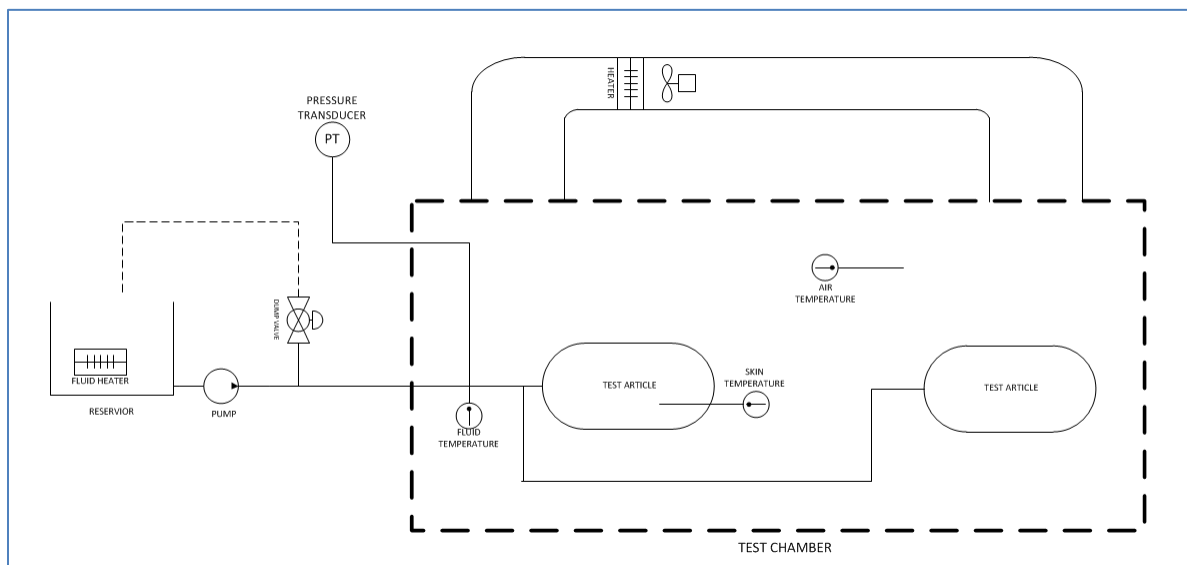 HEATER
PRESSURE
TRANSDUCER
PT
AIR
TEMPERATURE
DUMP VALVE
FLUID HEATER
RESERVIOR
PUMP
FLUID
TEMPERATURE
TEST ARTICLE
SKIN
TEMPERATURE
TEST ARTICLE
TEST CHAMBER